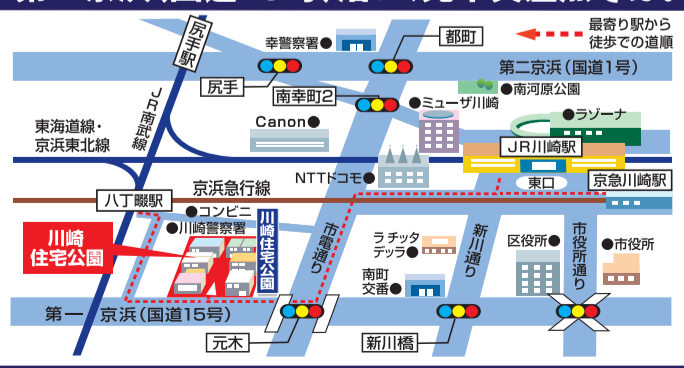 尻手駅
幸警察署
都町
最寄り駅から
徒歩での道順
第二京浜(国道1号)
尻手
南幸町2
南河原公園
ミューザ川崎
ラゾーナ
JR南武線
東海道線・
京浜東北線
Canon
JR川崎駅
NTTドコモ
東口
京急川崎駅
京浜急行線
八丁畷駅
コンビニ
川崎警察署
川崎
住宅公園
川崎住宅公園
市電通り
ラ チッタ
デッラ
新川通り
区役所
市役所通り
市役所
南町
交番
第一京浜(国道15号)
元木
新川橋